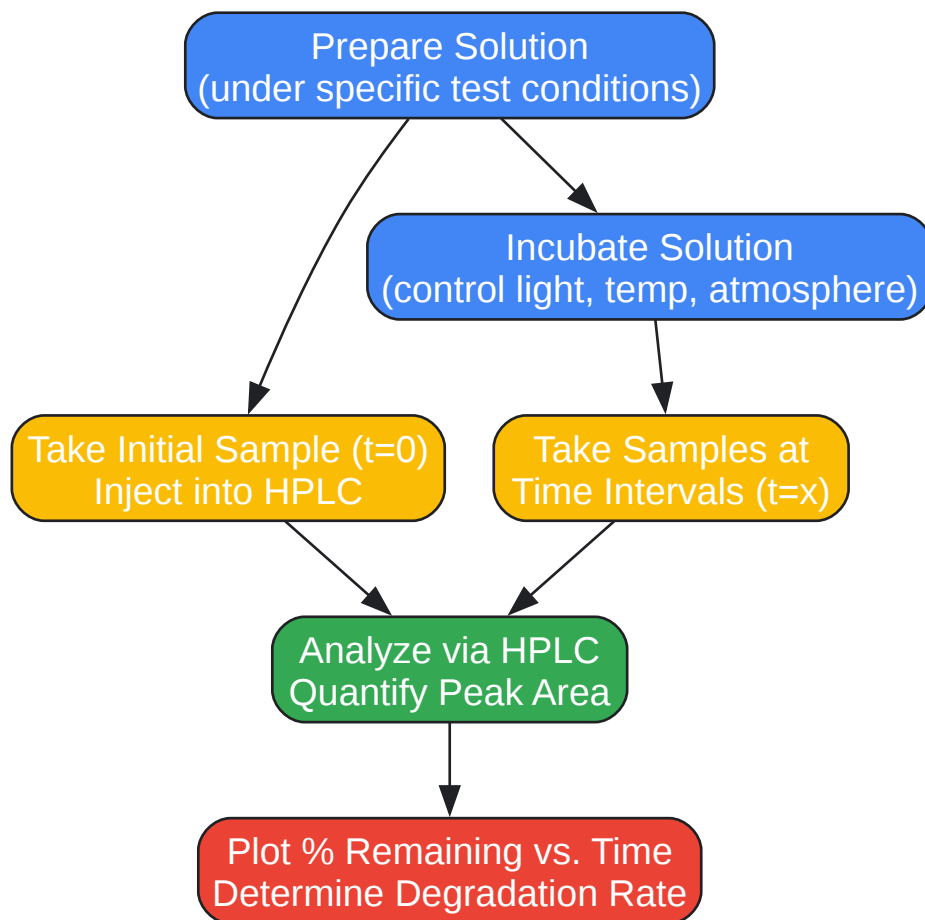 Prepare Solution
(under specific test conditions)
Incubate Solution
(control light, temp, atmosphere)
Take Initial Sample (t=0)
Inject into HPLC
Take Samples at
Time Intervals (t=x)
Analyze via HPLC
Quantify Peak Area
Plot % Remaining vs. Time
Determine Degradation Rate